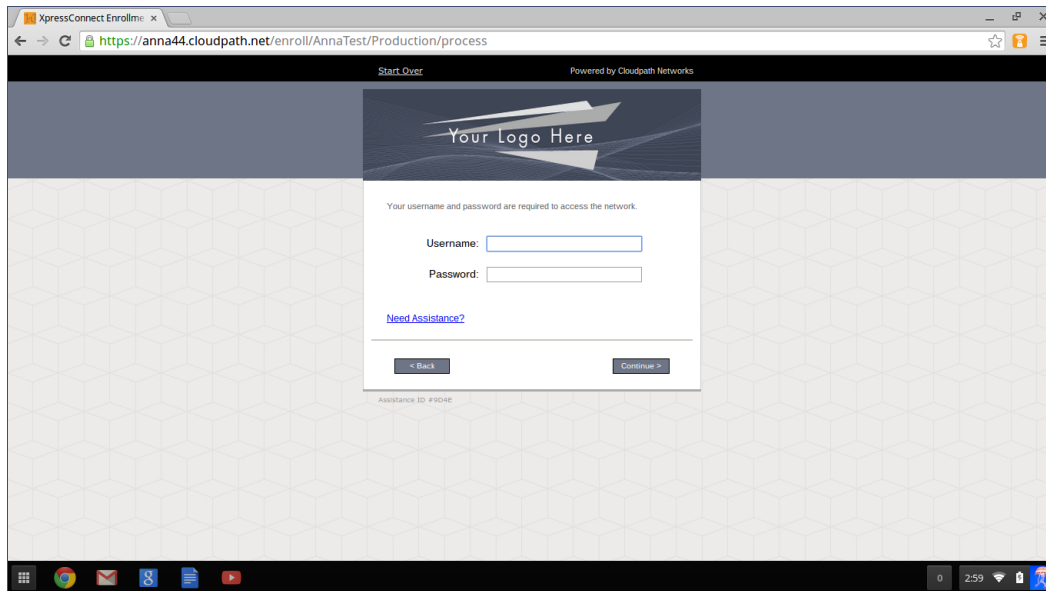 XpressConnect Enrollme
https://anna44.cloudpath.net/enroll/AnnaTest/Production/process
Start Over
Powered by Cloudpath Networks
Your Logo Here
Your username and password are required to access the network.
Username:
Password:
Need Assistance?
< Back
Continue >
Assistance ID #9D4E
8
0
2:59